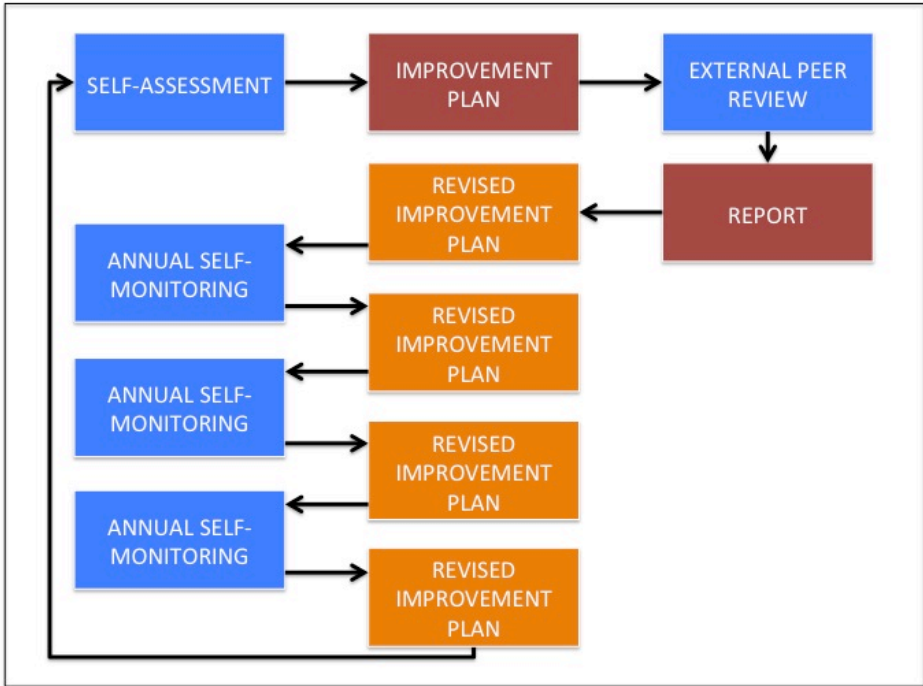 SELF-ASSESSMENT
IMPROVEMENT
PLAN
EXTERNAL PEER
REVIEW
REPORT
REVISED
IMPROVEMENT
PLAN
ANNUAL SELF-
MONITORING
REVISED
IMPROVEMENT
PLAN
ANNUAL SELF-
MONITORING
REVISED
IMPROVEMENT
PLAN
ANNUAL SELF-
MONITORING
REVISED
IMPROVEMENT
PLAN